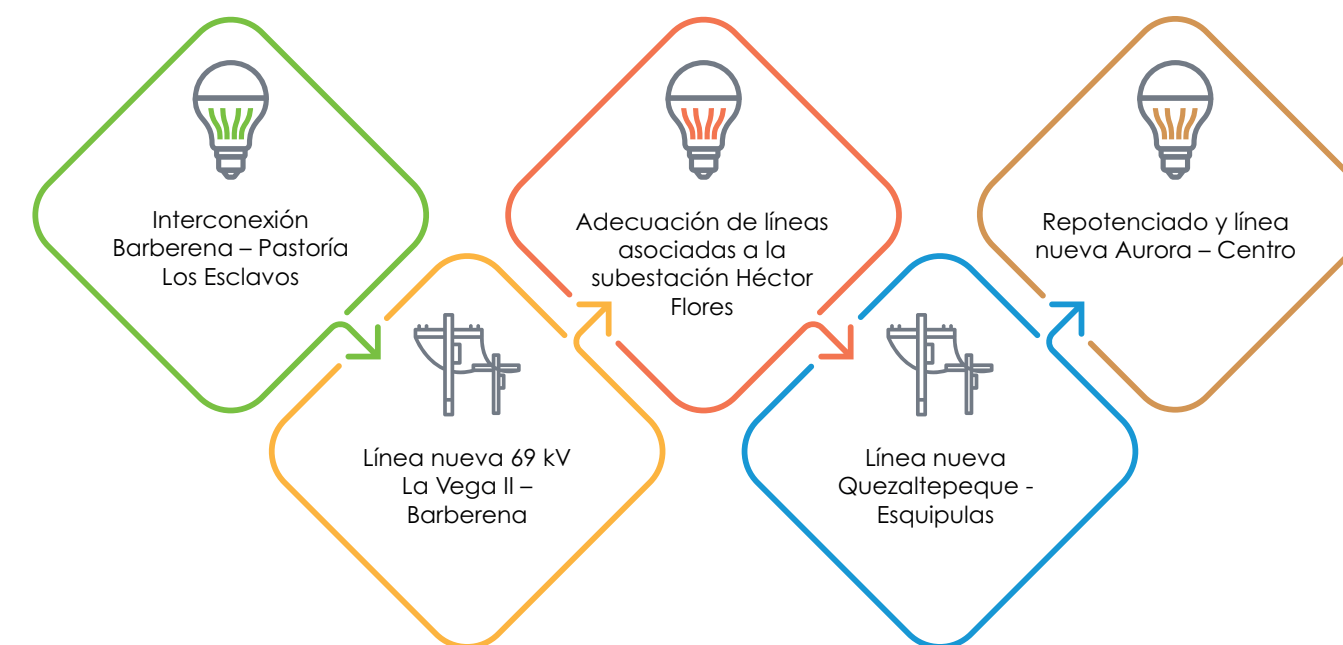 Interconexión
Barberena – Pastoría
Los Esclavos
Línea nueva 69 kV
La Vega II –
Barberena
Adecuación de líneas
asociadas a la
subestación Héctor
Flores
Línea nueva
Quezaltepeque -
Esquipulas
Repotenciado y línea
nueva Aurora – Centro